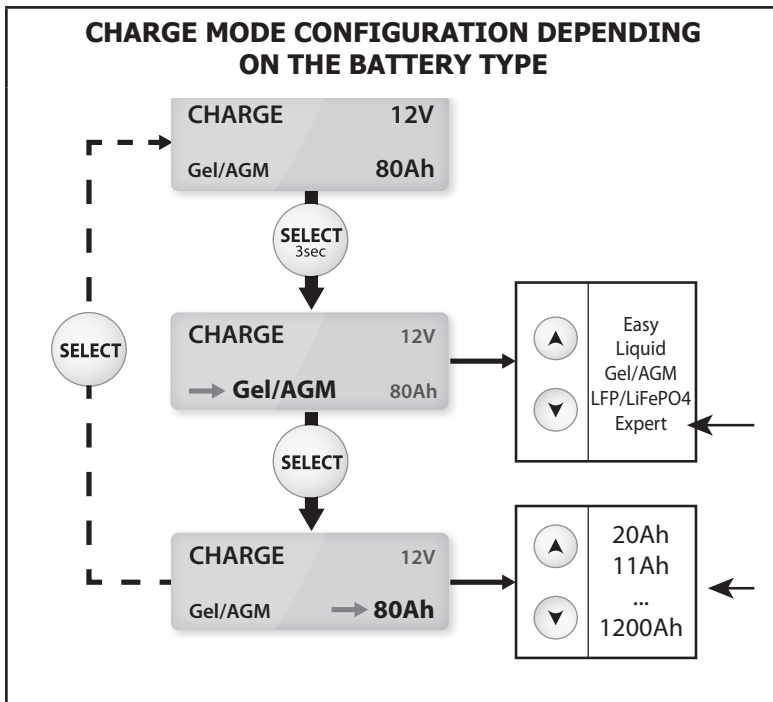 CHARGE MODE CONFIGURATION DEPENDING
ON THE BATTERY TYPE
CHARGE 12V
Gel/AGM 80Ah
SELECT
3sec
CHARGE 12V
Gel/AGM 80Ah
Easy
Liquid
Gel/AGM
LFP/LiFePO4
Expert
SELECT
SELECT
CHARGE 12V
Gel/AGM 80Ah
20Ah
11Ah
...
1200Ah